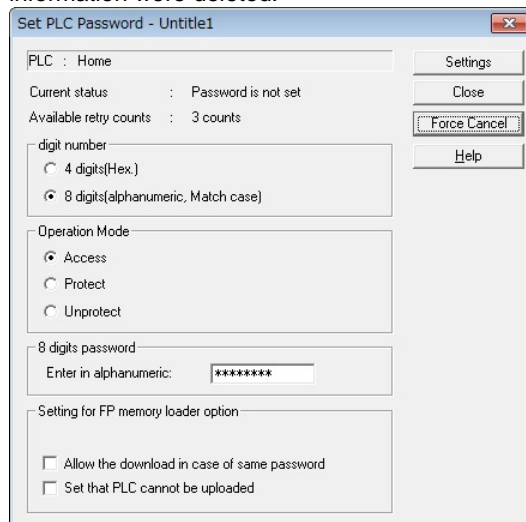 information were deleted.
Set PLC Password - Untitle1
PLC : Home
Settings
Current status : Password is not set
Close
Available retry counts : 3 counts
Force Cancel
digit number
Help
4 digits(Hex.)
8 digits(alphanumeric, Match case)
Operation Mode
Access
Protect
Unprotect
8 digits password
Enter in alphanumeric: ********
Setting for FP memory loader option
Allow the download in case of same password
Set that PLC cannot be uploaded